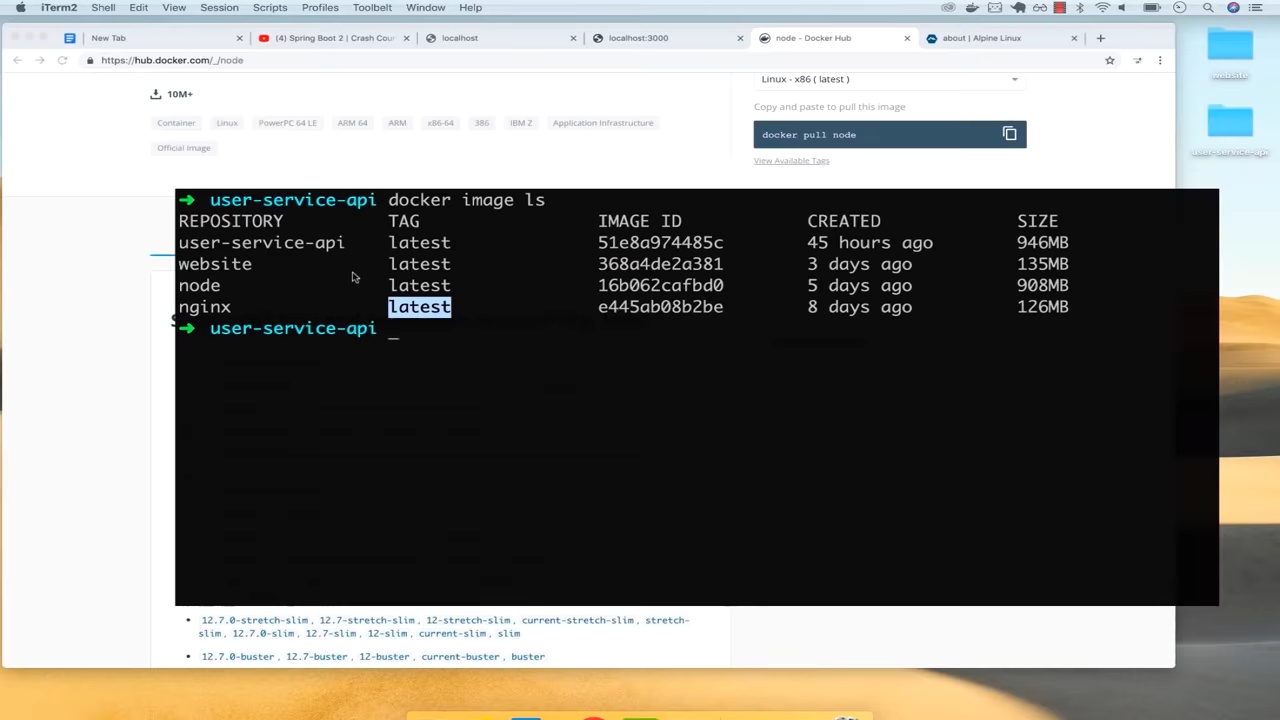 iTerm2 Shell Edit View Session Scripts Profiles Toolbelt Window Help
New Tab
(4) Spring Boot 2 | Crash Cour
localhost
localhost:3000
node - Docker Hub
about | Alpine Linux
https://hub.docker.com/_/node
website
user-service-api
10M+
Container Linux PowerPC 64 LE ARM 64 ARM x86-64 386 IBM Z Application Infrastructure
Official Image
Linux - x86 ( latest )
Copy and paste to pull this image
docker pull node
View Available Tags
➜ user-service-api docker image ls
REPOSITORY TAG IMAGE ID CREATED SIZE
user-service-api latest 51e8a974485c 45 hours ago 946MB
website latest 368a4de2a381 3 days ago 135MB
node latest 16b062cafbd0 5 days ago 908MB
nginx latest e445ab08b2be 8 days ago 126MB
➜ user-service-api _
12.7.0-stretch-slim, 12.7-stretch-slim, 12-stretch-slim, current-stretch-slim, stretch-
slim, 12.7.0-slim, 12.7-slim, 12-slim, current-slim, slim
12.7.0-buster, 12.7-buster, 12-buster, current-buster, buster